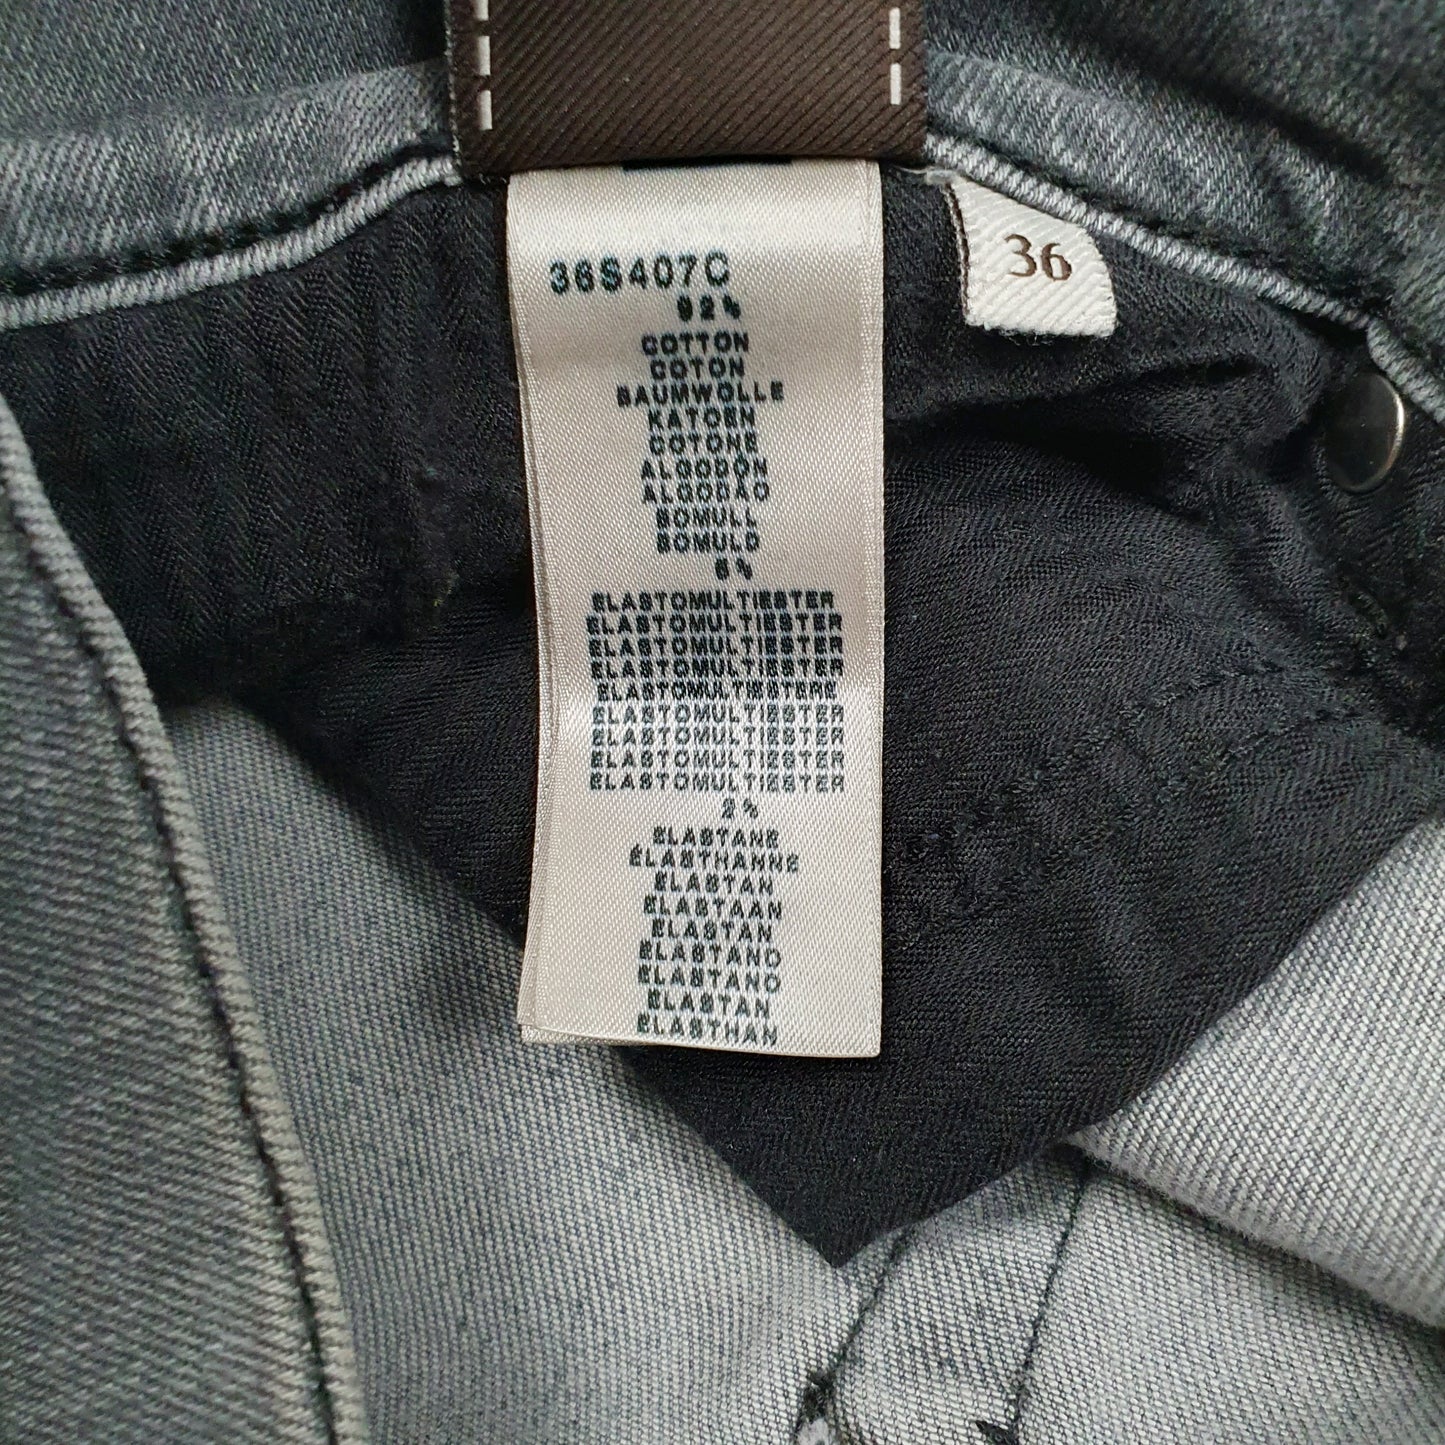 36S407C
92%
COTTON
COTON
BAUMWOLLE
KATOEN
COTONE
ALGODÓN
ALGODÃO
BOMULL
BOMULD
6%
ELASTOMULTIESTER
ELASTOMULTIESTER
ELASTOMULTIESTER
ELASTOMULTIESTER
ELASTOMULTIESTERE
ELASTOMULTIESTER
ELASTOMULTIESTER
ELASTOMULTIESTER
ELASTOMULTIESTER
2%
ELASTANE
ÉLASTHANNE
ELASTAN
ELASTAAN
ELASTAN
ELASTANO
ELASTANO
ELASTAN
ELASTHAN
36